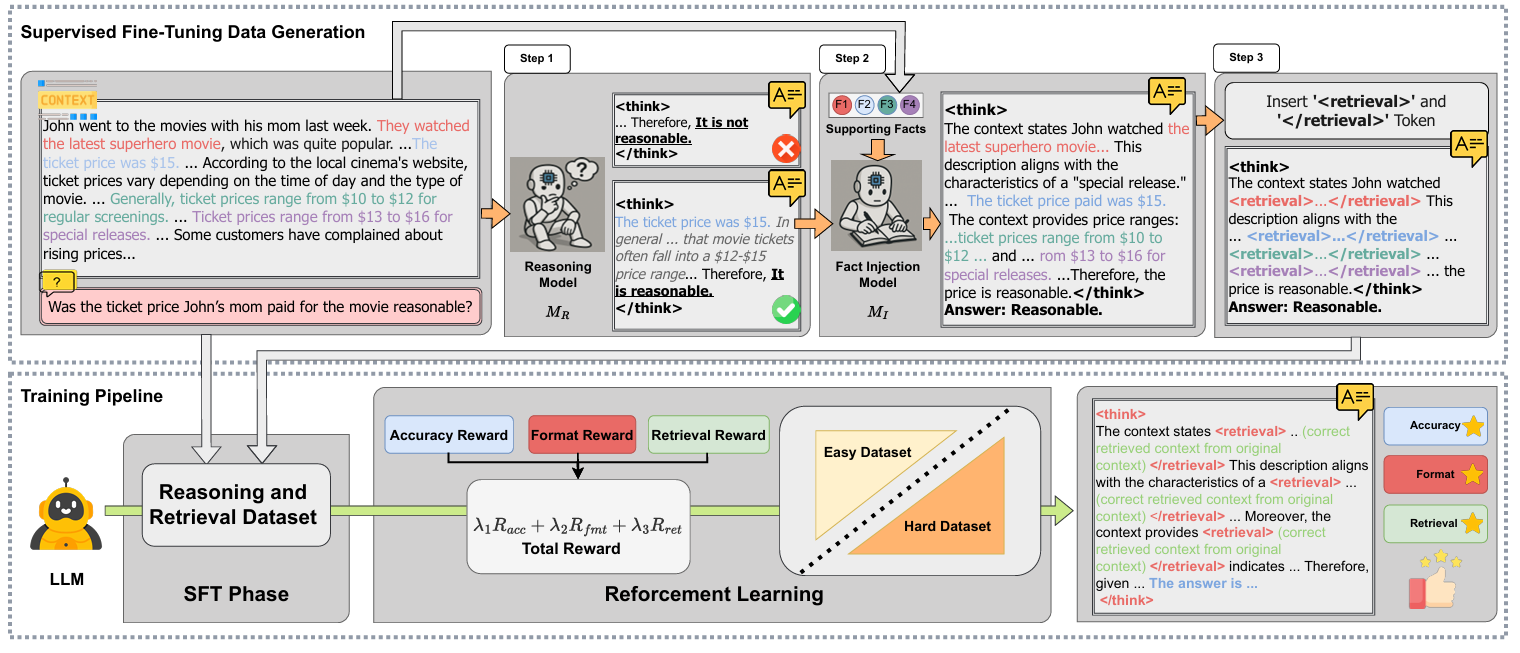 Supervised Fine-Tuning Data Generation
CONTEXT
John went to the movies with his mom last week. They watched
the latest superhero movie, which was quite popular. ...The
ticket price was $15. ... According to the local cinema's website,
ticket prices vary depending on the time of day and the type of
movie. ... Generally, ticket prices range from $10 to $12 for
regular screenings. ... Ticket prices range from $13 to $16 for
special releases. ... Some customers have complained about
rising prices...
?
Was the ticket price John's mom paid for the movie reasonable?
Step 1
?
Reasoning
Model
M_R
A
<think>
... Therefore, It is not
reasonable.
</think>
A
<think>
The ticket price was $15. In
general ... that movie tickets
often fall into a $12-$15
price range... Therefore, It
is reasonable.
</think>
Step 2
F1 F2 F3 F4
Supporting Facts
Fact Injection
Model
M_I
A
<think>
The context states John watched the
latest superhero movie... This
description aligns with the
characteristics of a "special release."
... The ticket price paid was $15.
The context provides price ranges:
...ticket prices range from $10 to
$12 ... and ... rom $13 to $16 for
special releases. ...Therefore, the
price is reasonable.</think>
Answer: Reasonable.
Step 3
Insert '<retrieval>' and
'</retrieval>' Token
A
<think>
The context states John watched
<retrieval>...</retrieval> This
description aligns with the
... <retrieval>...</retrieval> ...
<retrieval>...</retrieval> ...
<retrieval>...</retrieval> ... the
price is reasonable.</think>
Answer: Reasonable.
Training Pipeline
LLM
Reasoning and
Retrieval Dataset
SFT Phase
Accuracy Reward
Format Reward
Retrieval Reward
λ1R_acc + λ2R_fmt + λ3R_ret
Total Reward
Easy Dataset
Hard Dataset
Reforcement Learning
A
<think>
The context states <retrieval> .. (correct
retrieved context from original
context) </retrieval> This description aligns
with the characteristics of a <retrieval> ...
(correct retrieved context from original
context) </retrieval> ... Moreover, the
context provides <retrieval> (correct
retrieved context from original
context) </retrieval> indicates ... Therefore,
given ... The answer is ...
</think>
Accuracy
Format
Retrieval